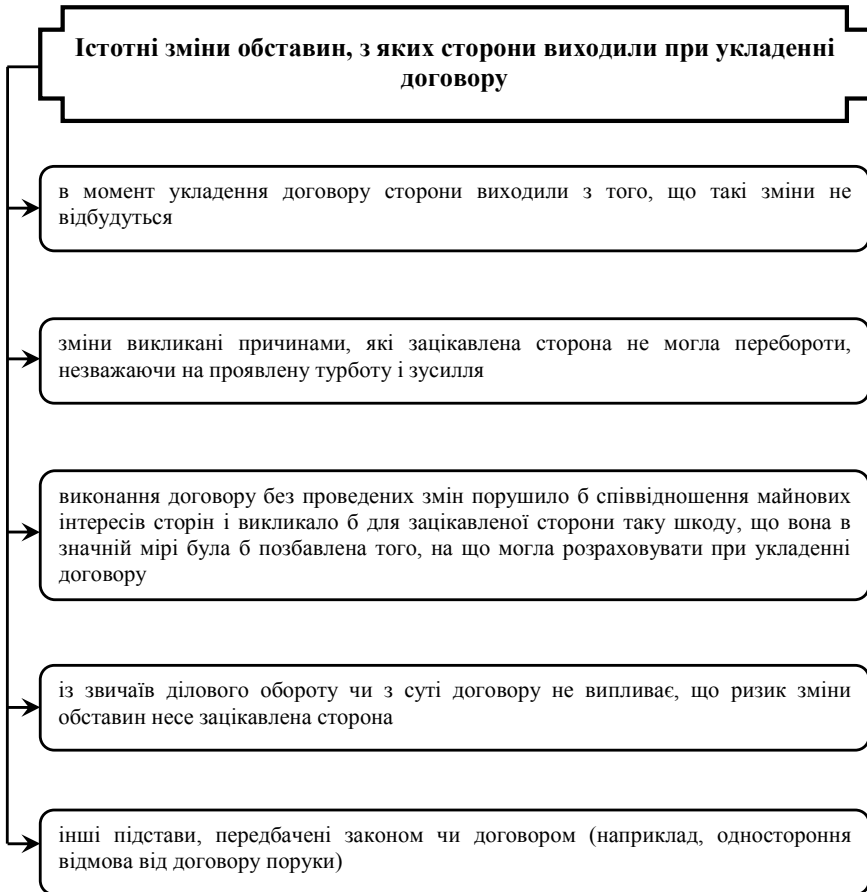 Істотні зміни обставин, з яких сторони виходили при укладенні
договору
в момент укладення договору сторони виходили з того, що такі зміни не
відбудуться
зміни викликані причинами, які зацікавлена сторона не могла перебороти,
незважаючи на проявлену турботу і зусилля
виконання договору без проведених змін порушило б співвідношення майнових
інтересів сторін і викликало б для зацікавленої сторони таку шкоду, що вона в
значній мірі була б позбавлена того, на що могла розраховувати при укладенні
договору
із звичаїв ділового обороту чи з суті договору не випливає, що ризик зміни
обставин несе зацікавлена сторона
інші підстави, передбачені законом чи договором (наприклад, одностороння
відмова від договору поруки)